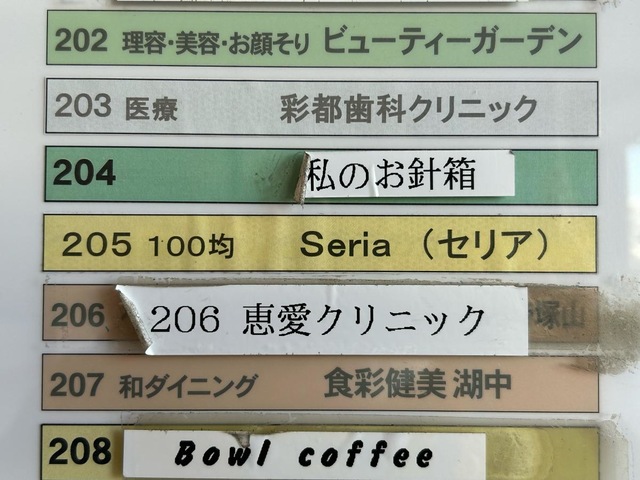 202 理容・美容・お顔そり ビューティーガーデン
203 医療 彩都歯科クリニック
204 私のお針箱
205 100均 Seria (セリア)
206 206 恵愛クリニック 塚山
207 和ダイニング 食彩健美 湖中
208 Bowl coffee